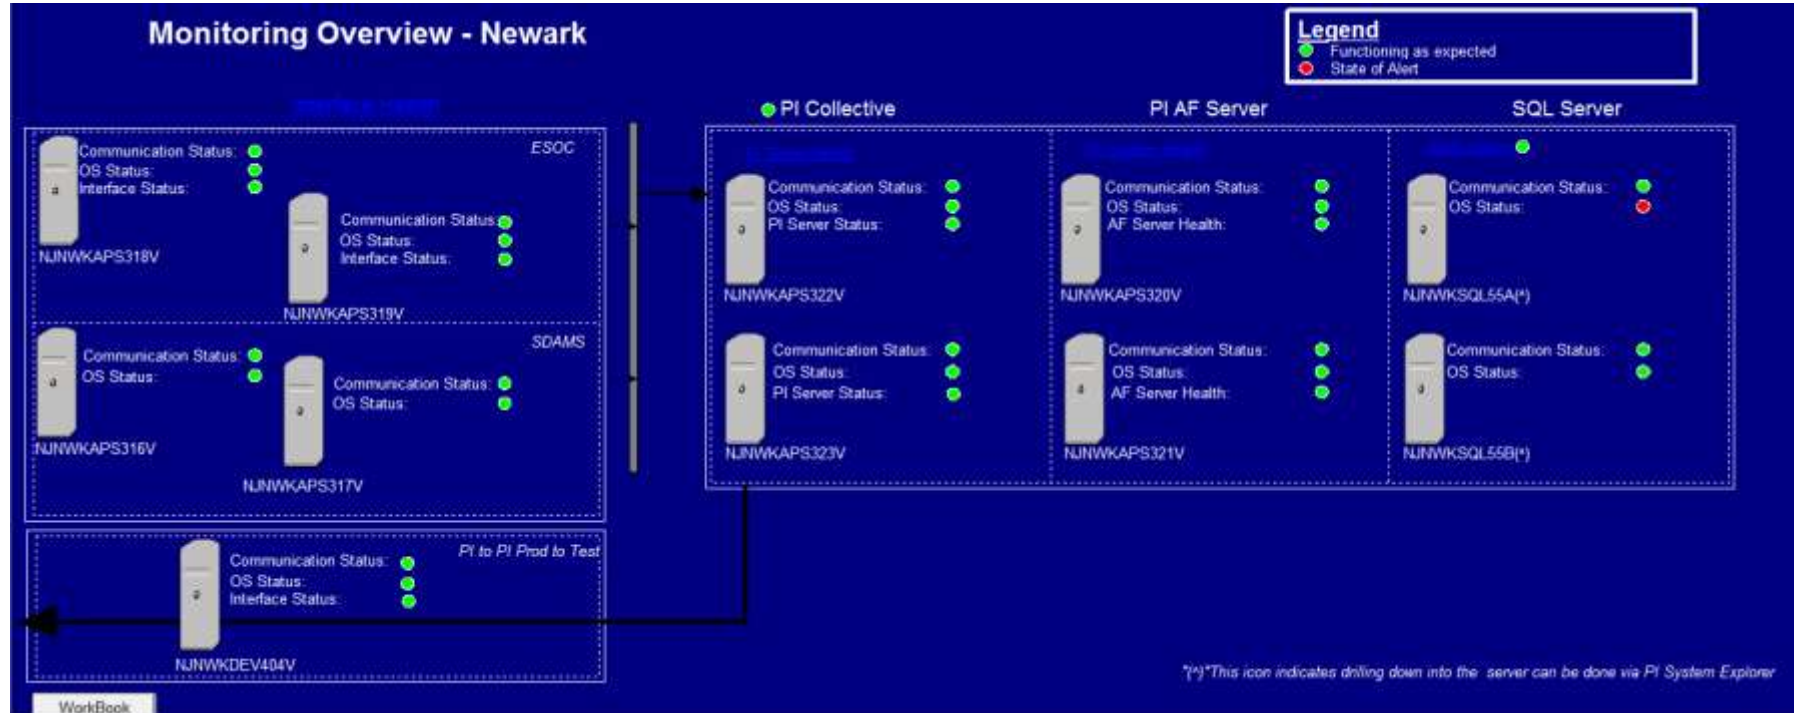 Monitoring Overview - Newark
Legend
Functioning as expected
State of Alert
PI Collective
PI AF Server
SQL Server
ESOC
Communication Status:
OS Status:
Interface Status:
NJNWKAPS318V
Communication Status:
OS Status:
Interface Status:
NJNWKAPS319V
SDAMS
Communication Status:
OS Status:
NJNWKAPS316V
Communication Status:
OS Status:
NJNWKAPS317V
Communication Status:
OS Status:
PI Server Status:
NJNWKAPS322V
Communication Status:
OS Status:
AF Server Health:
NJNWKAPS320V
Communication Status:
OS Status:
NJNWKSQL55A(*)
Communication Status:
OS Status:
PI Server Status:
NJNWKAPS323V
Communication Status:
OS Status:
AF Server Health:
NJNWKAPS321V
Communication Status:
OS Status:
NJNWKSQL55B(*)
PI to PI Prod to Test
Communication Status:
OS Status:
Interface Status:
NJNWKDEV404V
"(*)"This icon indicates drilling down into the server can be done via PI System Explorer
WorkBook